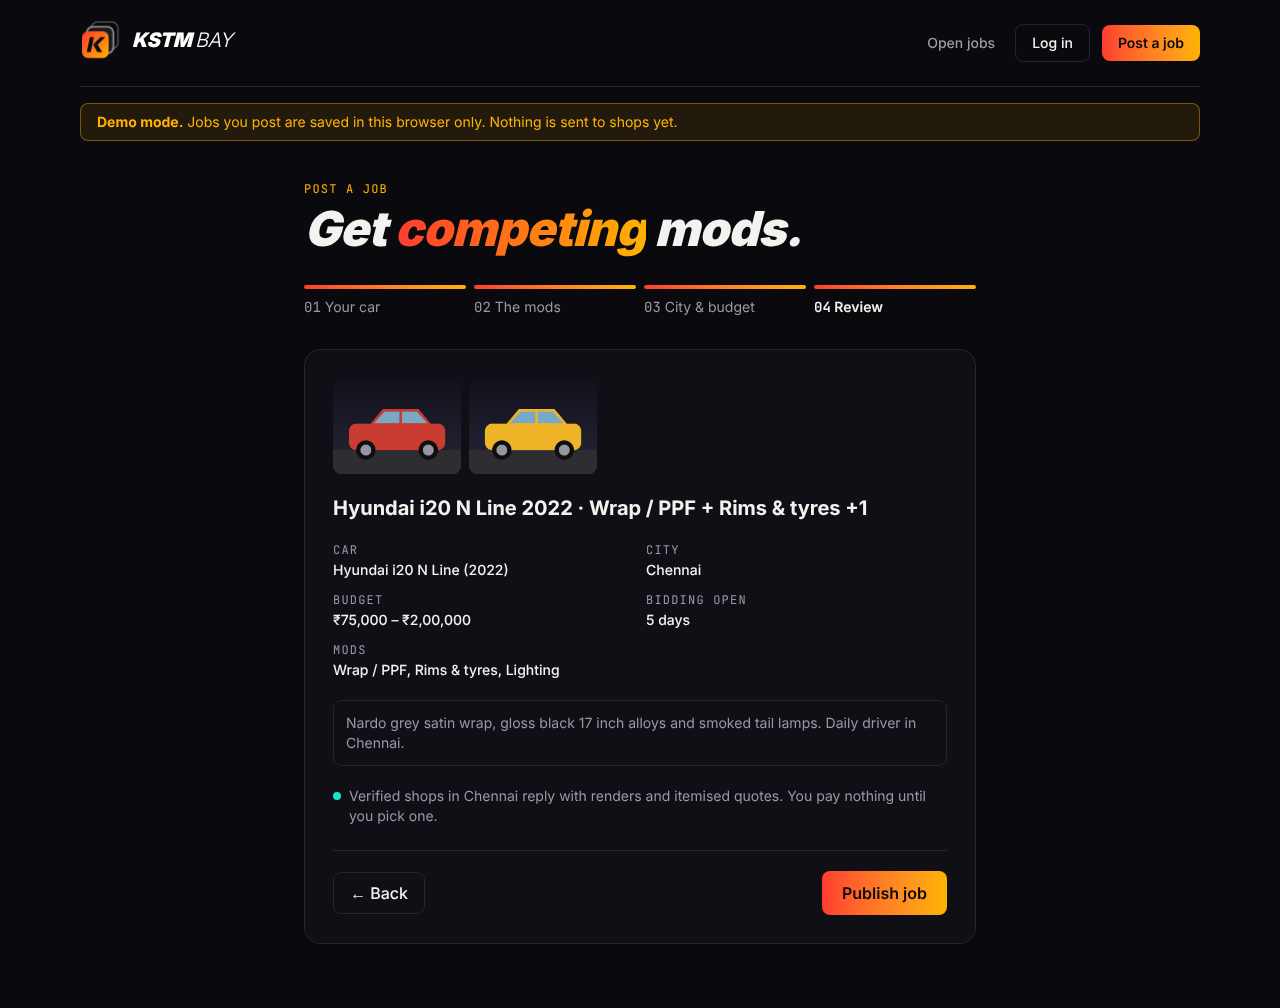 K KSTM BAY
Open jobs
Log in
Post a job
Demo mode. Jobs you post are saved in this browser only. Nothing is sent to shops yet.
POST A JOB
Get competing mods.
01 Your car
02 The mods
03 City & budget
04 Review
Hyundai i20 N Line 2022 · Wrap / PPF + Rims & tyres +1
CAR
Hyundai i20 N Line (2022)
CITY
Chennai
BUDGET
₹75,000 – ₹2,00,000
BIDDING OPEN
5 days
MODS
Wrap / PPF, Rims & tyres, Lighting
Nardo grey satin wrap, gloss black 17 inch alloys and smoked tail lamps. Daily driver in
Chennai.
Verified shops in Chennai reply with renders and itemised quotes. You pay nothing until
you pick one.
← Back
Publish job